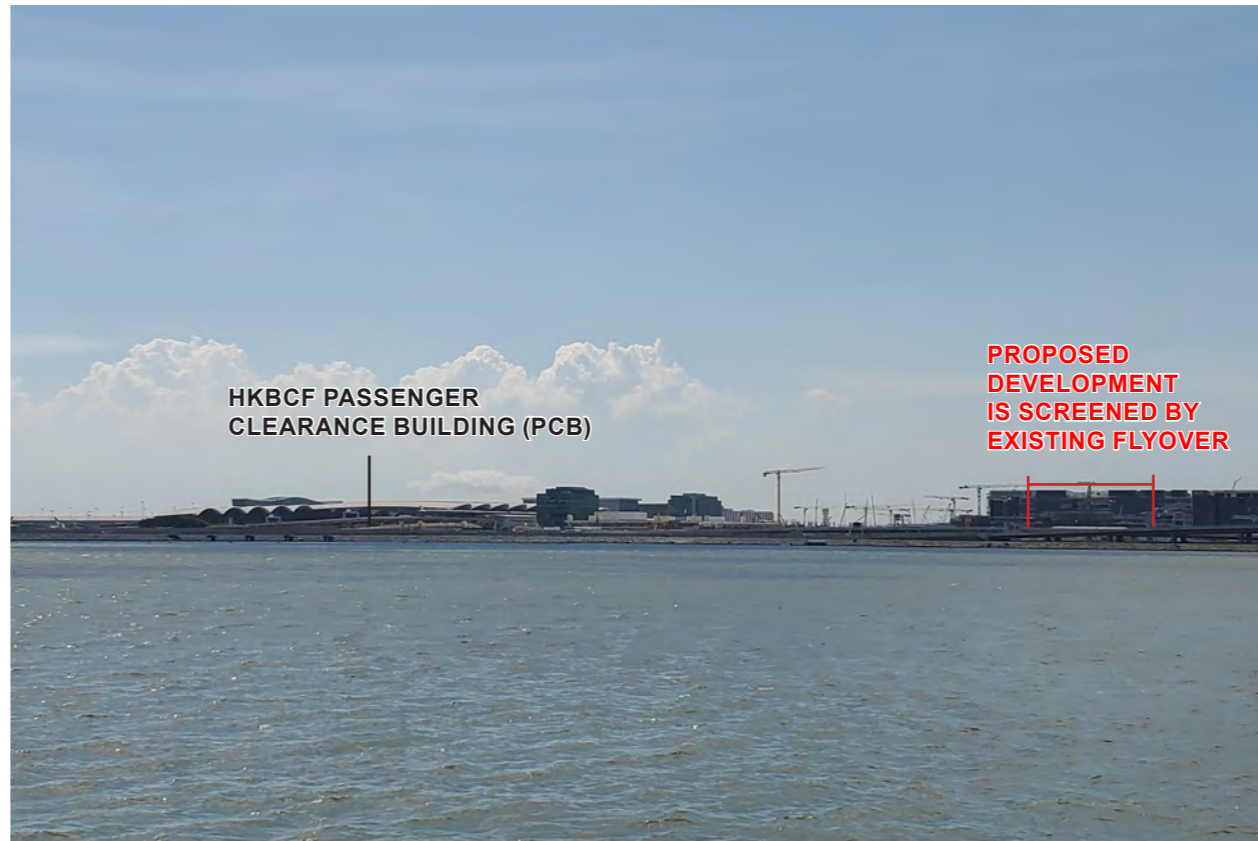 HKBCF PASSENGER
CLEARANCE BUILDING (PCB)
PROPOSED
DEVELOPMENT
IS SCREENED BY
EXISTING FLYOVER